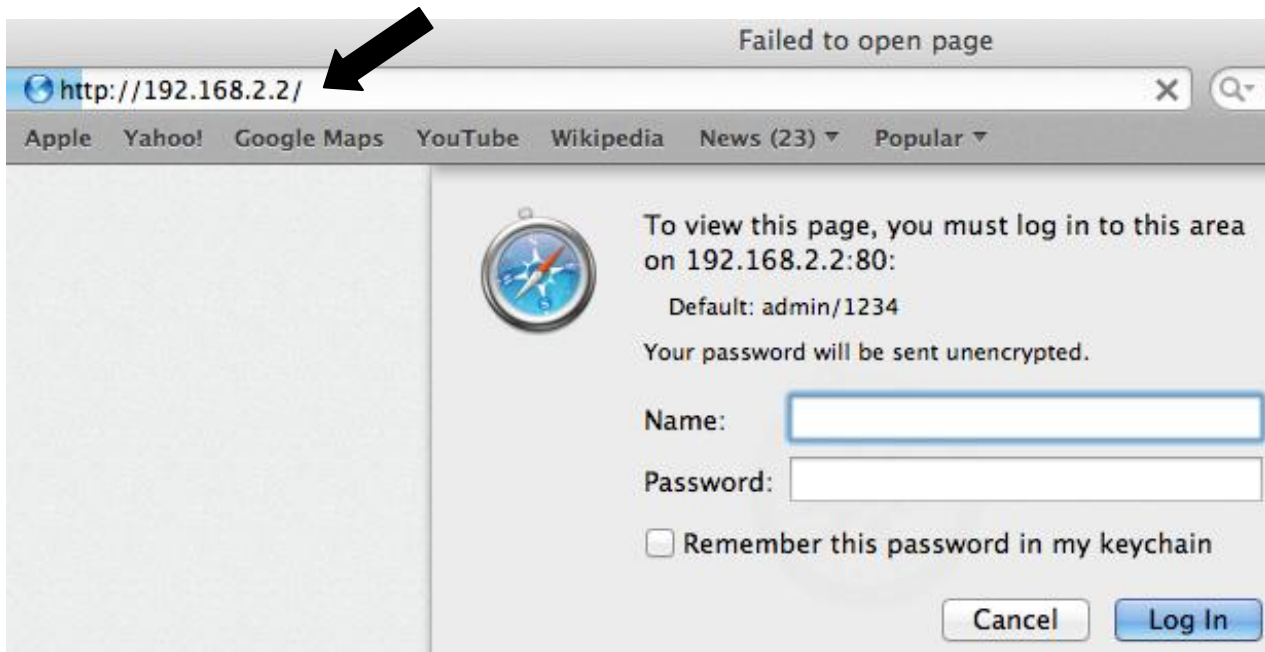 Failed to open page
http://192.168.2.2/
Apple Yahoo! Google Maps YouTube Wikipedia News (23) ▼ Popular ▼
To view this page, you must log in to this area
on 192.168.2.2:80:
Default: admin/1234
Your password will be sent unencrypted.
Name:
Password:
Remember this password in my keychain
Cancel Log In